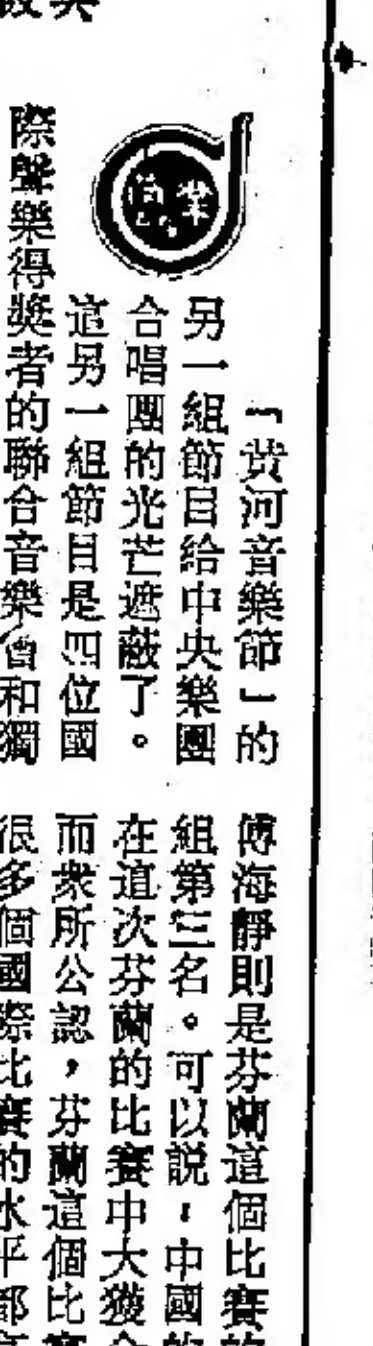 「黃河音樂節」的
另一組節目給中央樂團
合唱團的光芒遮蔽了。
這另一組節目是四位國
際聲樂得獎者的聯合音樂會和獨
傅海靜則是芬蘭這個比賽
組第三名。可以説,中國
在這次芬蘭的比賽中大獲
而衆所公認,芬蘭這個比
很多個國際比賽的水平都